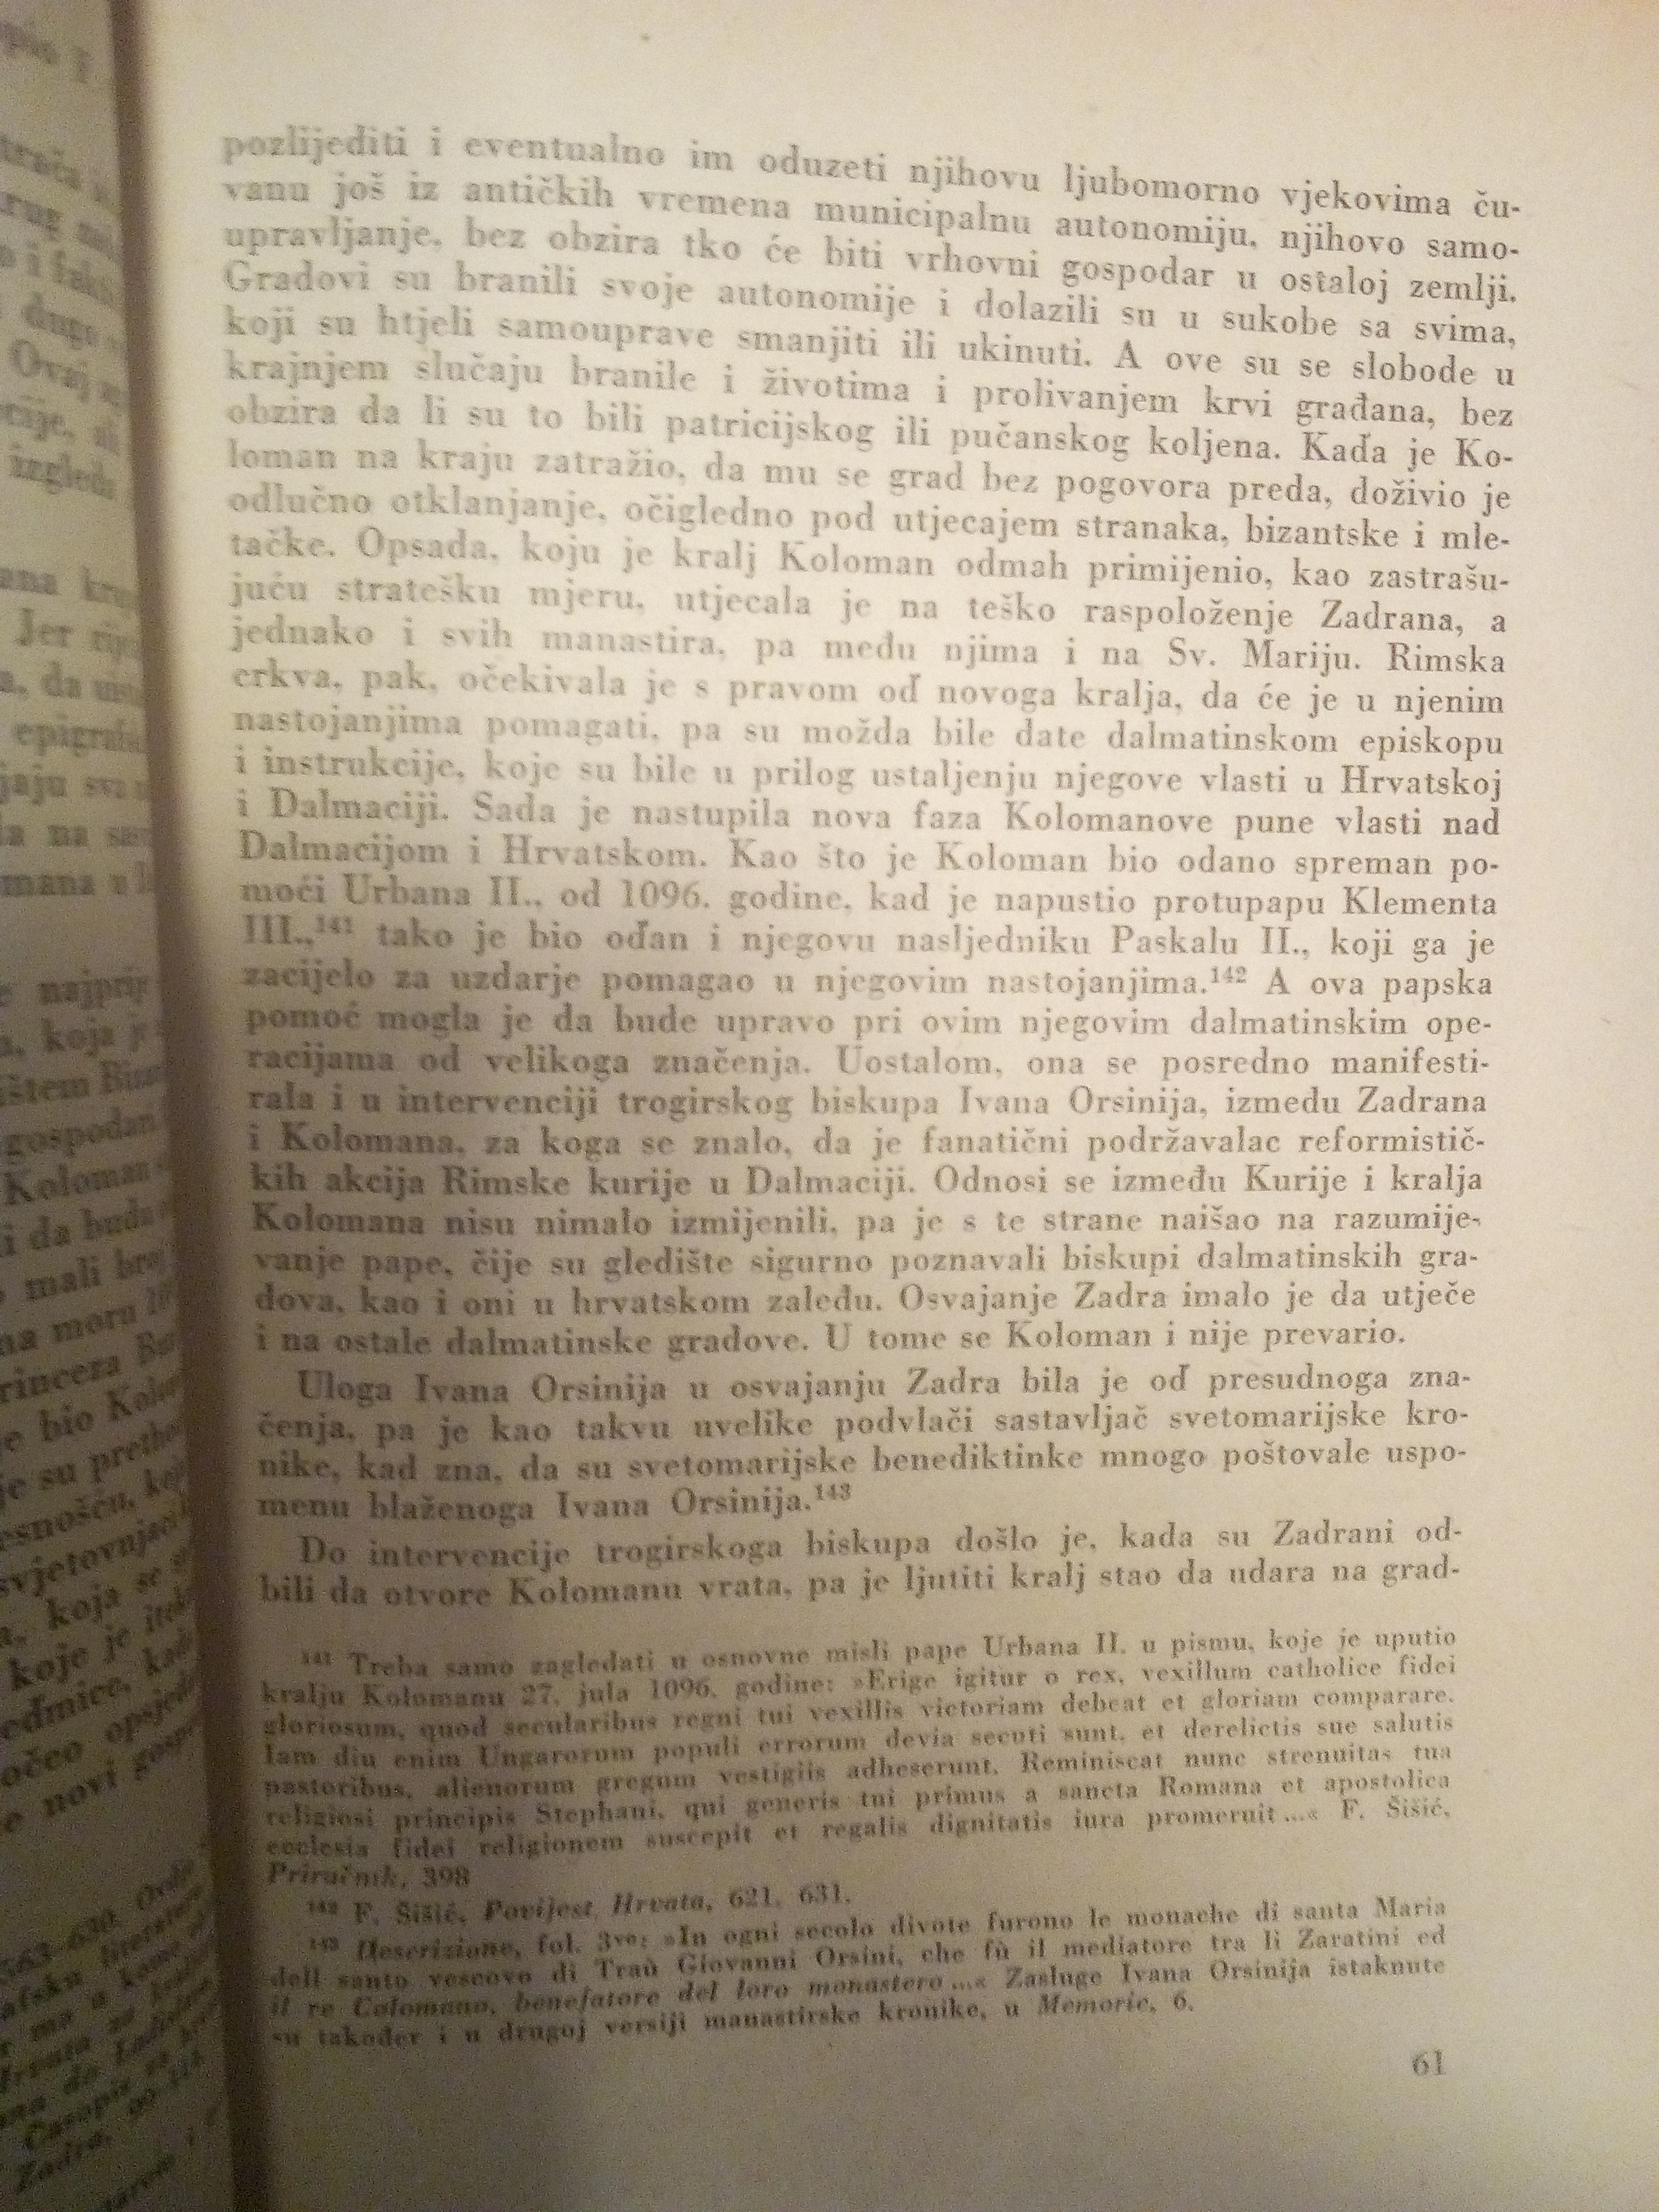 pozlijediti i eventualno im oduzeti njihovu ljubomorno vjekovima ču-
vanu još iz antičkih vremena municipalnu autonomiju, njihovo samo-
upravljanje, bez obzira tko će biti vrhovni gospodar u ostaloj zemlji.
Gradovi su branili svoje autonomije i dolazili su u sukobe sa svima,
koji su htjeli samouprave smanjiti ili ukinuti. A ove su se slobode u
krajnjem slučaju branile i životima i prolivanjem krvi građana, bez
obzira da li su to bili patricijskog ili pučanskog koljena. Kada je Ko-
loman na kraju zatražio, da mu se grad bez pogovora preda, doživio je
odlučno otklanjanje, očigledno pod utjecajem stranaka, bizantske i mle-
tačke. Opsada, koju je kralj Koloman odmah primijenio, kao zastrašu-
juću stratešku mjeru, utjecala je na teško raspoloženje Zadrana, a
jednako i svih manastira, pa među njima i na Sv. Mariju. Rimska
crkva, pak, očekivala je s pravom od novoga kralja, da će je u njenim
nastojanjima pomagati, pa su možda bile date dalmatinskom episkopu
i instrukcije, koje su bile u prilog ustaljenju njegove vlasti u Hrvatskoj
i Dalmaciji. Sada je nastupila nova faza Kolomanove pune vlasti nad
Dalmacijom i Hrvatskom. Kao što je Koloman bio odano spreman po-
moći Urbana II., od 1096. godine, kad je napustio protupapu Klementa
III.,¹⁴¹ tako je bio odan i njegovu nasljedniku Paskalu II., koji ga je
zacijelo za uzdarje pomagao u njegovim nastojanjima.¹⁴² A ova papska
pomoć mogla je da bude upravo pri ovim njegovim dalmatinskim ope-
racijama od velikoga značenja. Uostalom, ona se posredno manifesti-
rala i u intervenciji trogirskog biskupa Ivana Orsinija, između Zadrana
i Kolomana, za koga se znalo, da je fanatični podržavalac reformistič-
kih akcija Rimske kurije u Dalmaciji. Odnosi se između Kurije i kralja
Kolomana nisu nimalo izmijenili, pa je s te strane naišao na razumije-
vanje pape, čije su gledište sigurno poznavali biskupi dalmatinskih gra-
dova, kao i oni u hrvatskom zaleđu. Osvajanje Zadra imalo je da utječe
i na ostale dalmatinske gradove. U tome se Koloman i nije prevario.
Uloga Ivana Orsinija u osvajanju Zadra bila je od presudnoga zna-
čenja, pa je kao takvu uvelike podvlači sastavljač svetomarijske kro-
nike, kad zna, da su svetomarijske benediktinke mnogo poštovale uspo-
menu blaženoga Ivana Orsinija.¹⁴³
Do intervencije trogirskoga biskupa došlo je, kada su Zadrani od-
bili da otvore Kolomanu vrata, pa je ljutiti kralj stao da udara na grad-
¹⁴¹ Treba samo zagledati u osnovne misli pape Urbana II. u pismu, koje je uputio
kralju Kolomanu 27. jula 1096. godine: »Erige igitur o rex, vexillum catholice fidei
gloriosum, quod secularibus regni tui vexillis victoriam debeat et gloriam comparare.
Iam diu enim Ungarorum populi errorum devia secuti sunt, et derelictis sue salutis
pastoribus, alienorum gregum vestigiis adheserunt. Reminiscat nunc strenuitas tua
religiosi principis Stephani, qui generis tui primus a sancta Romana et apostolica
ecclesia fidei religionem suscepit et regalis dignitatis iura promeruit...« F. Šišić,
Priručnik, 398
¹⁴² F. Šišić, Povijest Hrvata, 621, 631.
¹⁴³ Descrizione, fol. 3ᵛᵒ: »In ogni secolo divote furono le monache di santa Maria
dell santo vescovo di Traù Giovanni Orsini, che fù il mediatore tra li Zaratini ed
il re Colomano, benefatore del loro monastero...« Zasluge Ivana Orsinija istaknute
su također i u drugoj versiji manastirske kronike, u Memorie, 6.
61